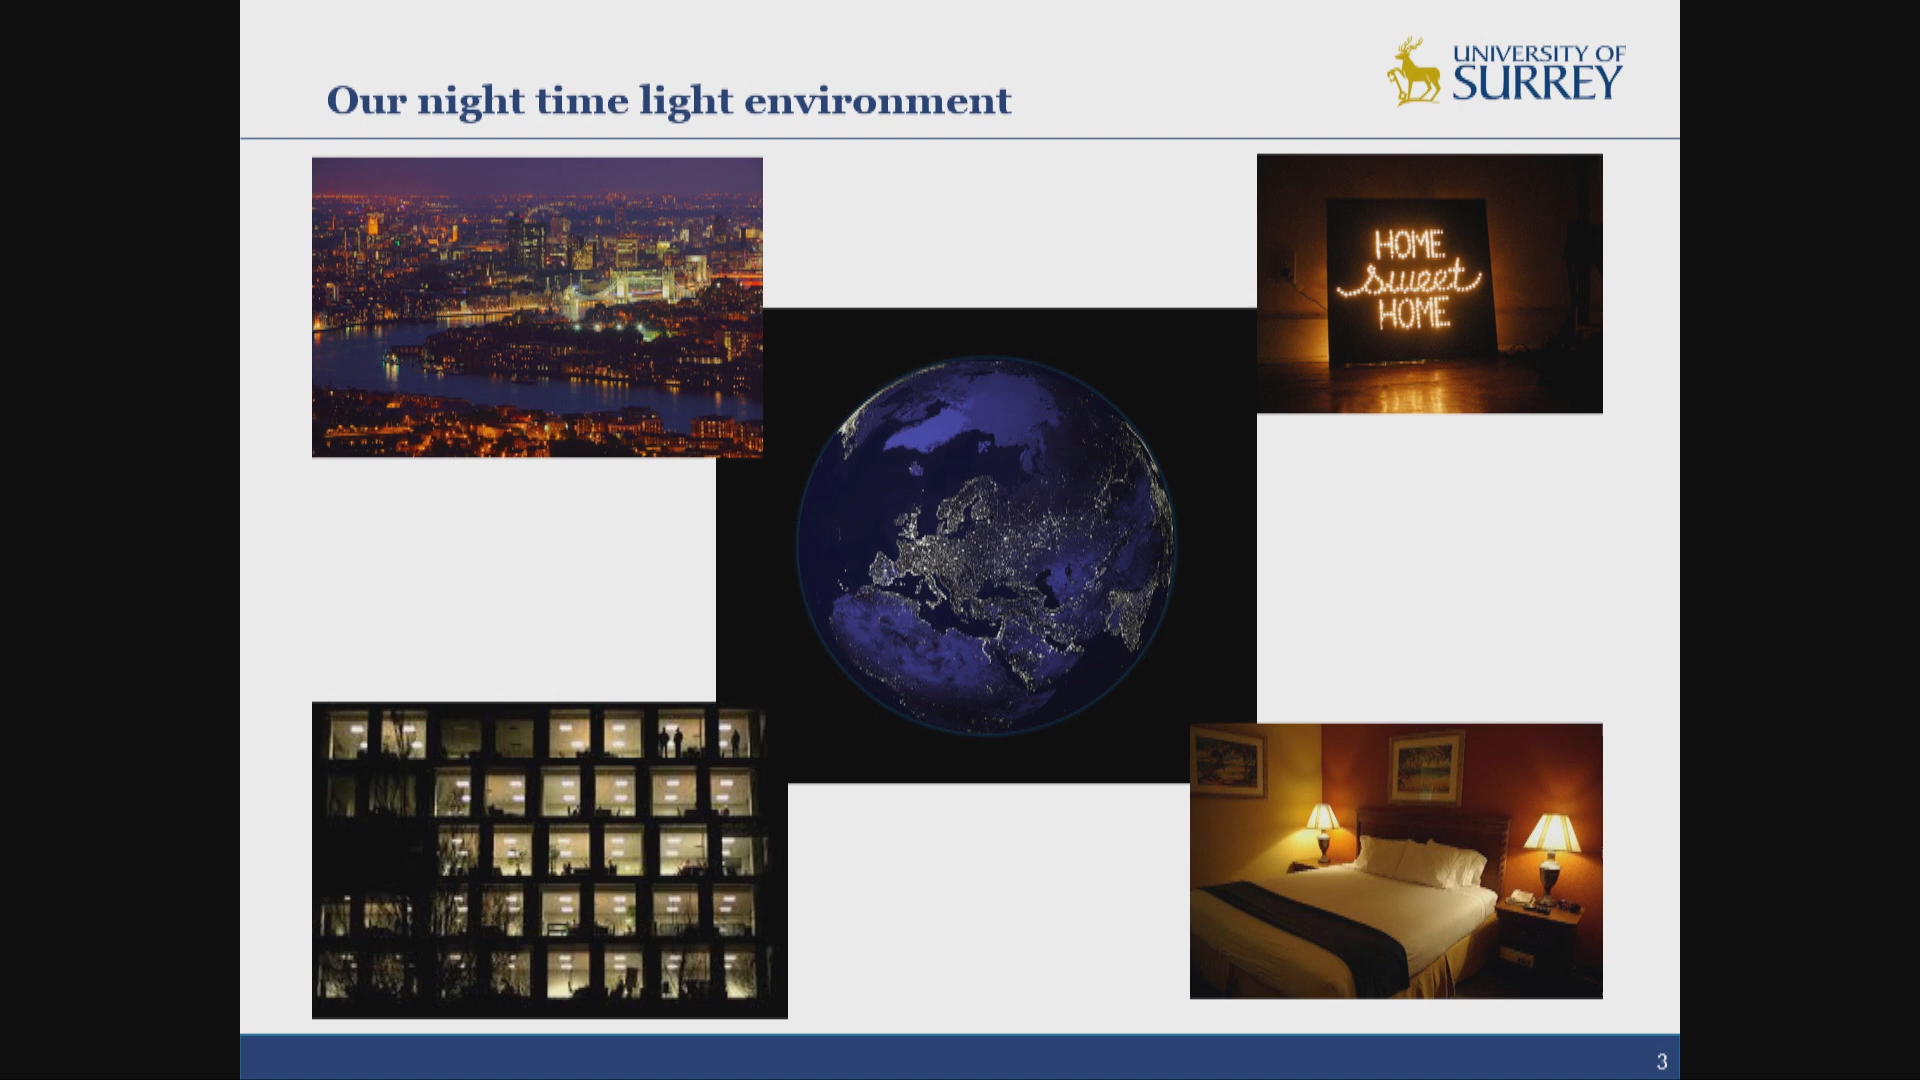 Our night time light environment
UNIVERSITY OF
SURREY
HOME
sweet
HOME
3